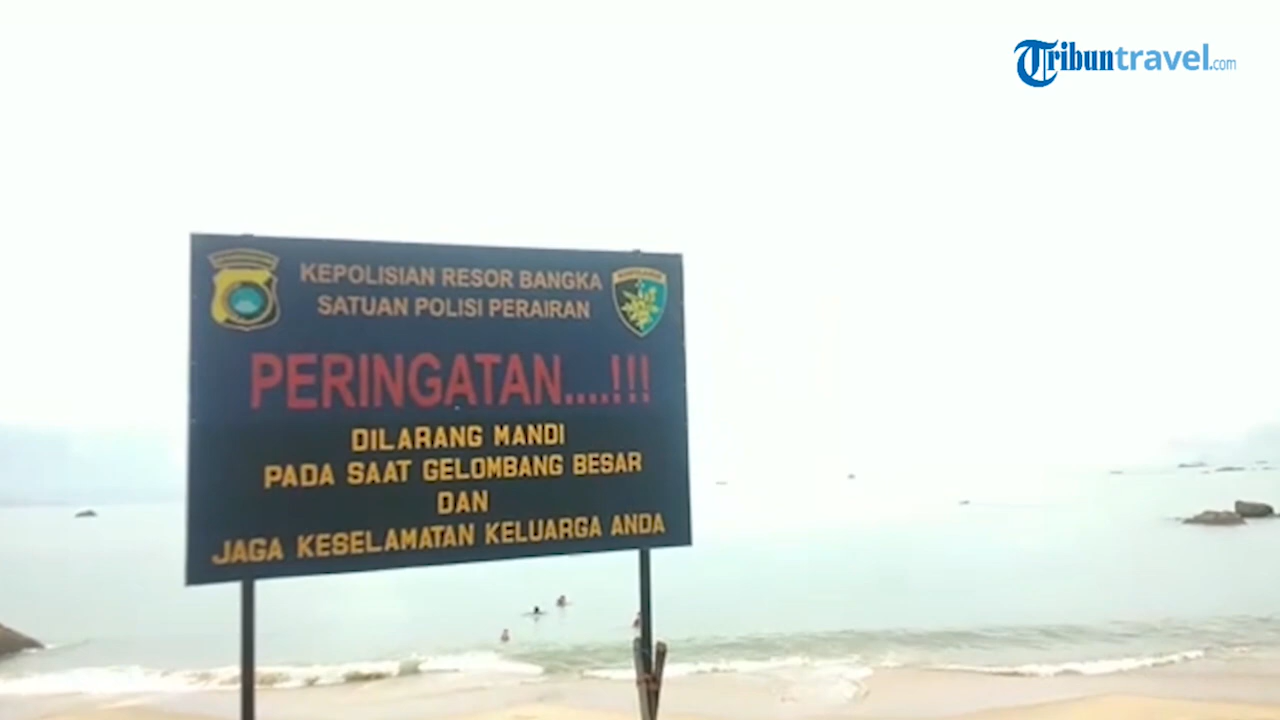 Tribuntravel.com
KEPOLISIAN RESOR BANGKA
SATUAN POLISI PERAIRAN
PERINGATAN....!!!
DILARANG MANDI
PADA SAAT GELOMBANG BESAR
DAN
JAGA KESELAMATAN KELUARGA ANDA